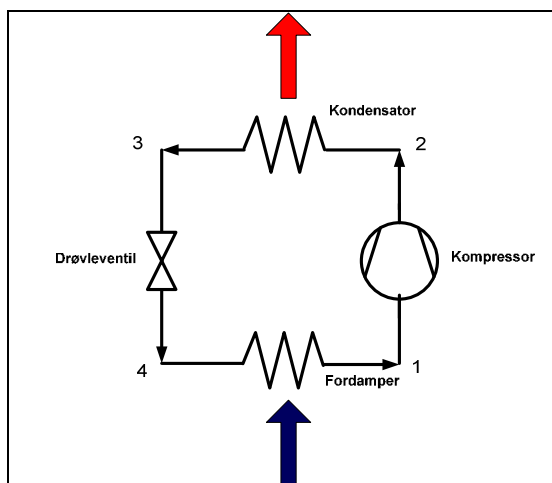 Kondensator
3
2
Drøvleventil
Kompressor
4
1
Fordamper